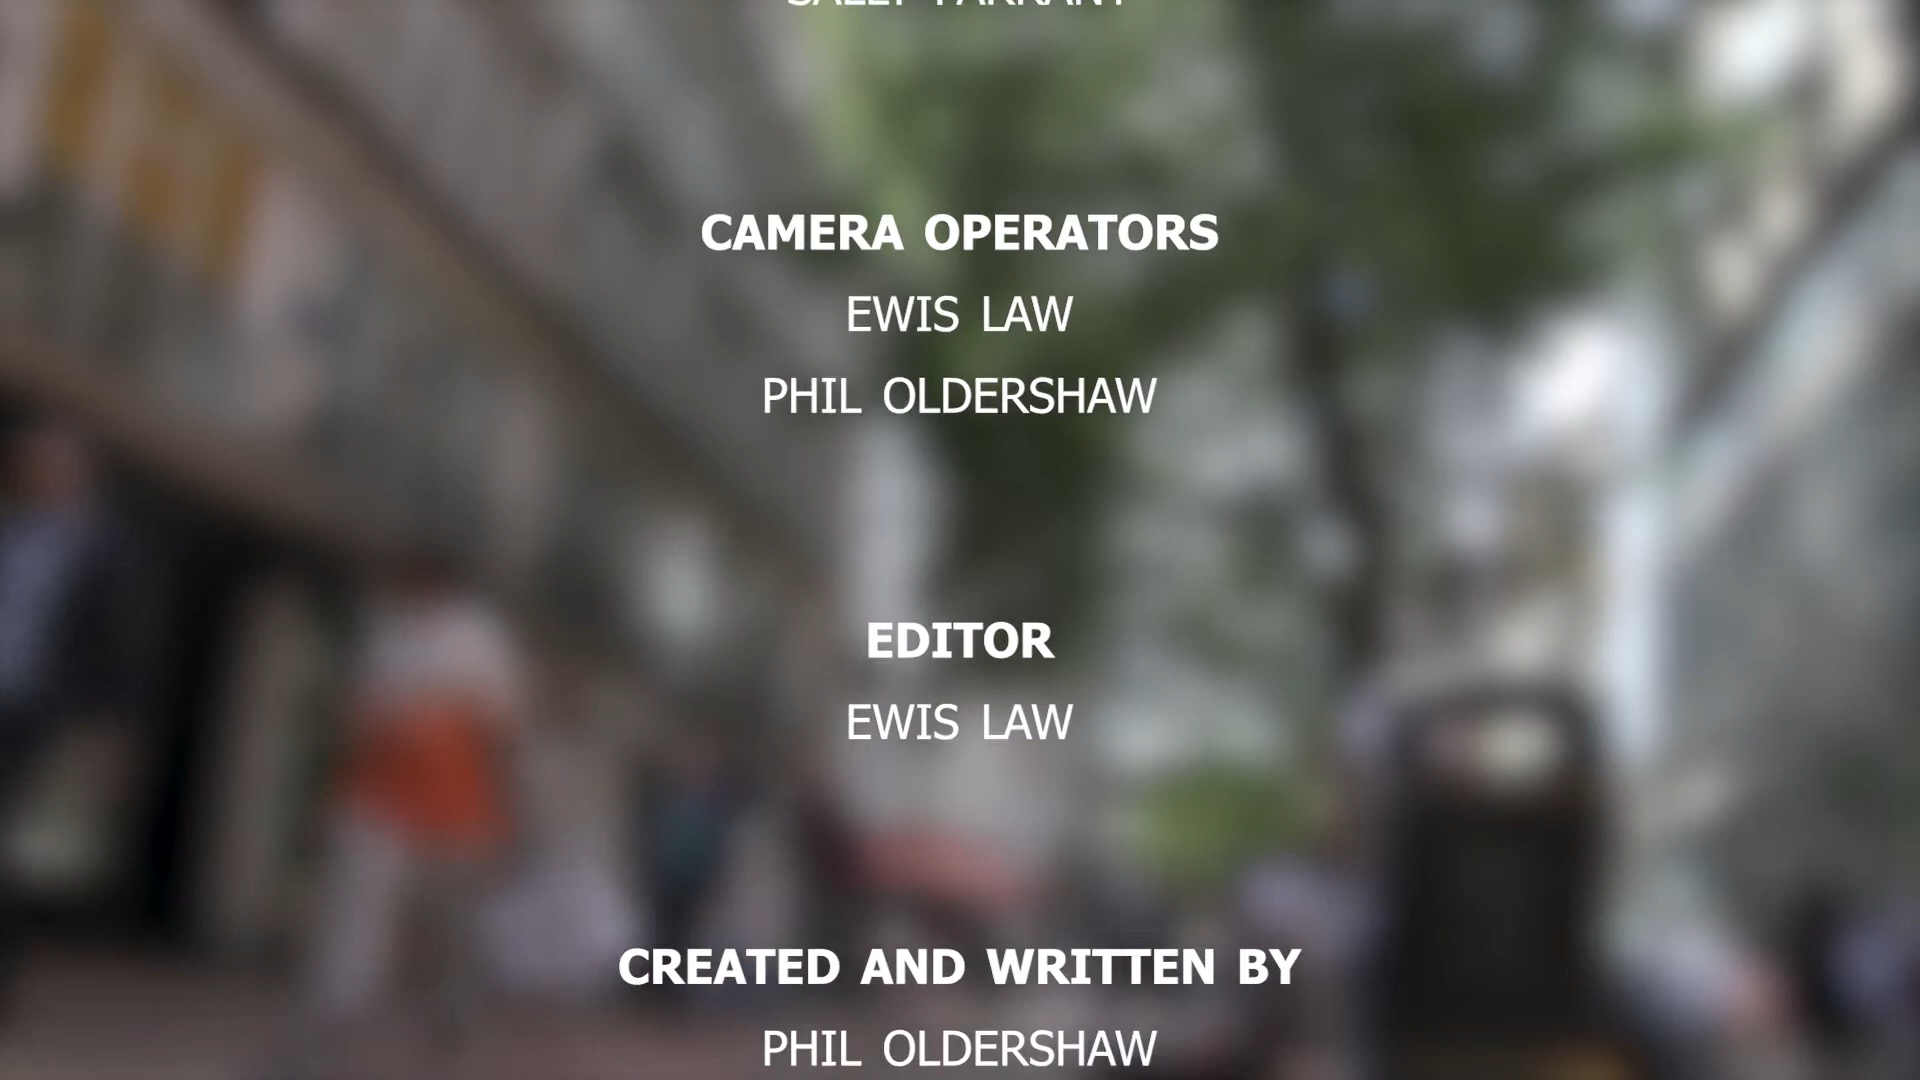 CAMERA OPERATORS
EWIS LAW
PHIL OLDERSHAW
EDITOR
EWIS LAW
CREATED AND WRITTEN BY
PHIL OLDERSHAW